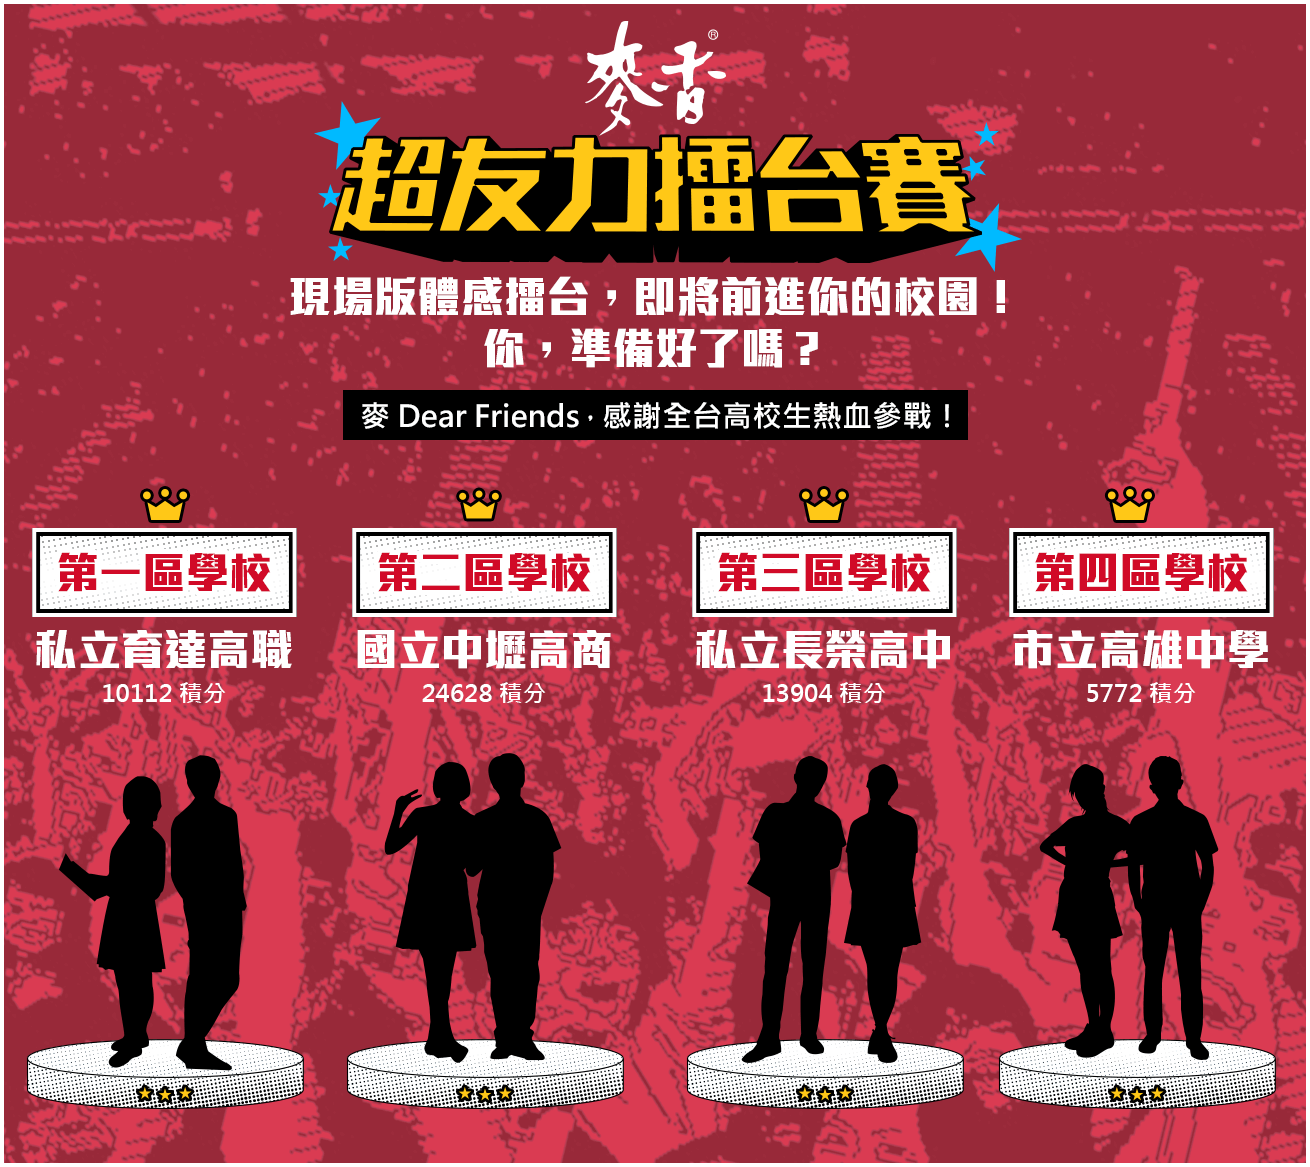 麥香®
超友力擂台賽
現場版體感擂台，即將前進你的校園！
你，準備好了嗎？
麥 Dear Friends，感謝全台高校生熱血參戰！
第一區學校
私立育達高職
10112 積分
第二區學校
國立中壢高商
24628 積分
第三區學校
私立長榮高中
13904 積分
第四區學校
市立高雄中學
5772 積分